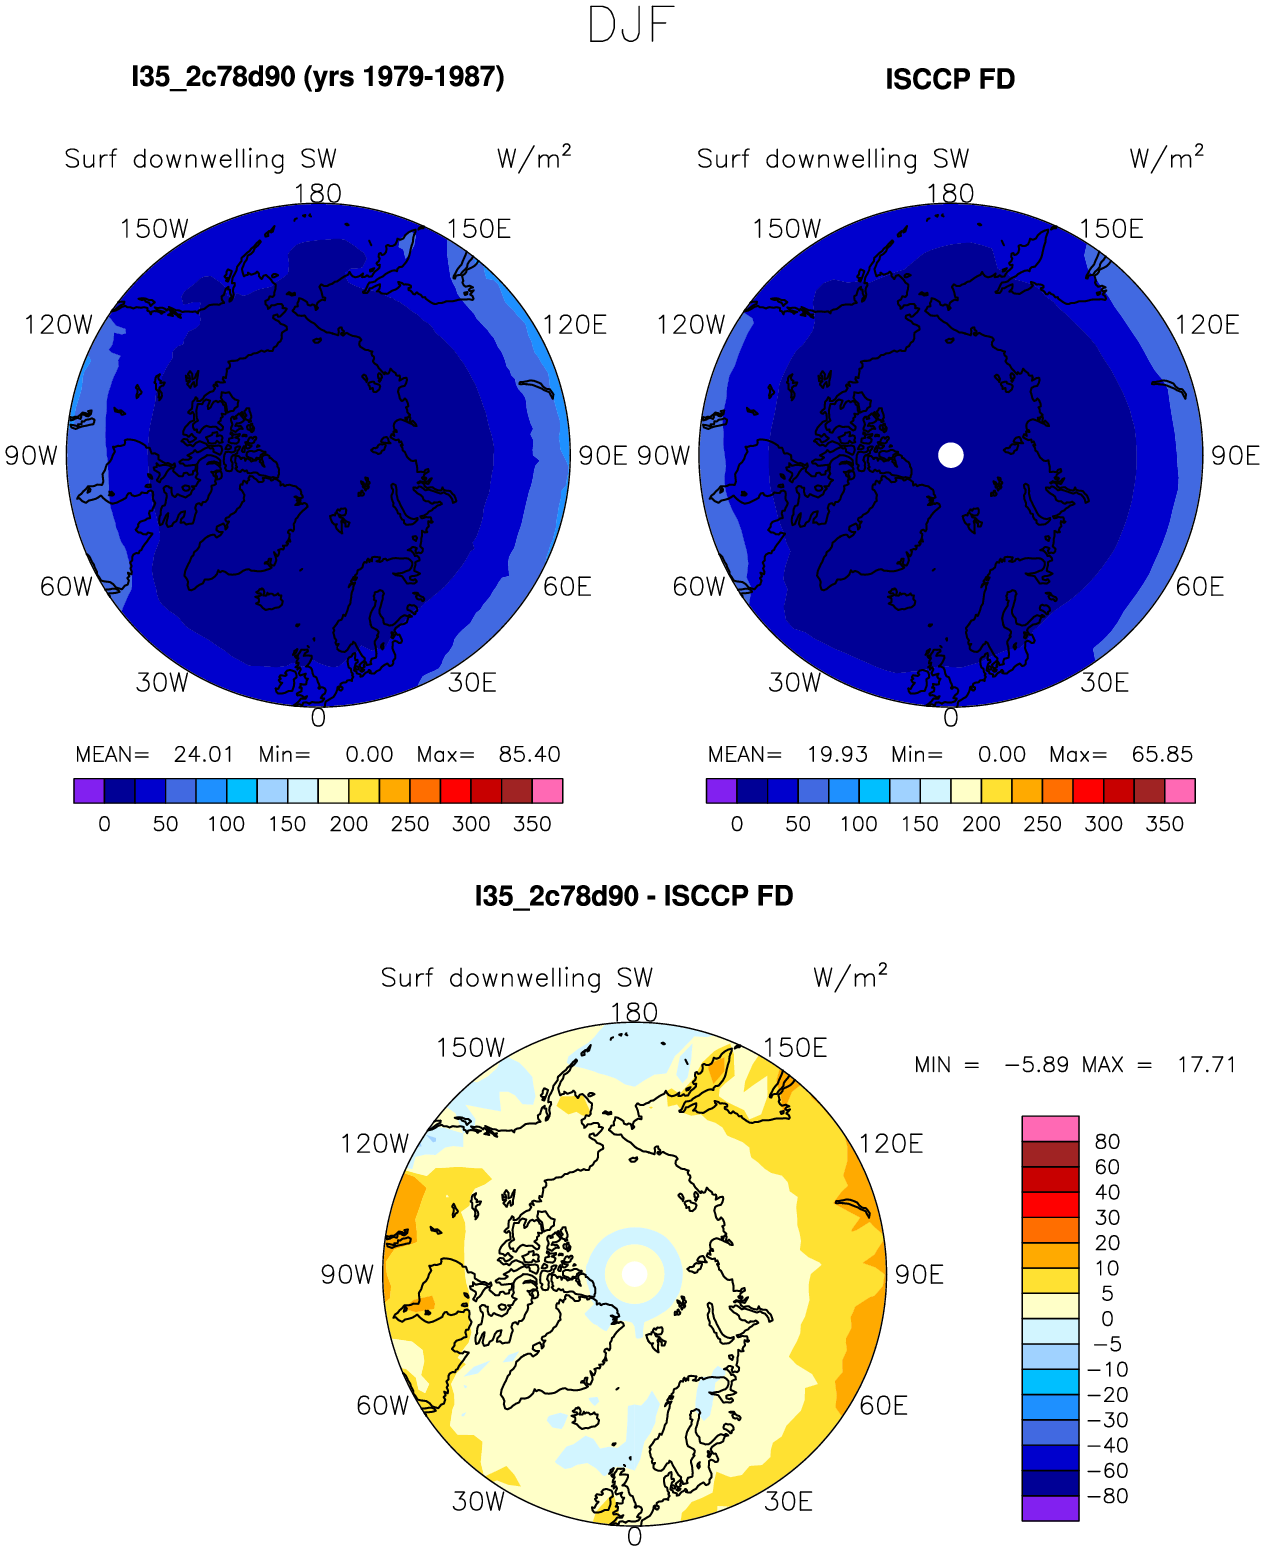 DJF
I35_2c78d90 (yrs 1979-1987)
ISCCP FD
Surf downwelling SW W/m²
Surf downwelling SW W/m²
180
150W 150E
120W 120E
90W 90E
60W 60E
30W 30E
0
180
150W 150E
120W 120E
90W 90E
60W 60E
30W 30E
0
MEAN= 24.01 Min= 0.00 Max= 85.40
0 50 100 150 200 250 300 350
MEAN= 19.93 Min= 0.00 Max= 65.85
0 50 100 150 200 250 300 350
I35_2c78d90 - ISCCP FD
Surf downwelling SW W/m²
180
150W 150E
120W 120E
90W 90E
60W 60E
30W 30E
0
MIN = -5.89 MAX = 17.71
80
60
40
30
20
10
5
0
-5
-10
-20
-30
-40
-60
-80